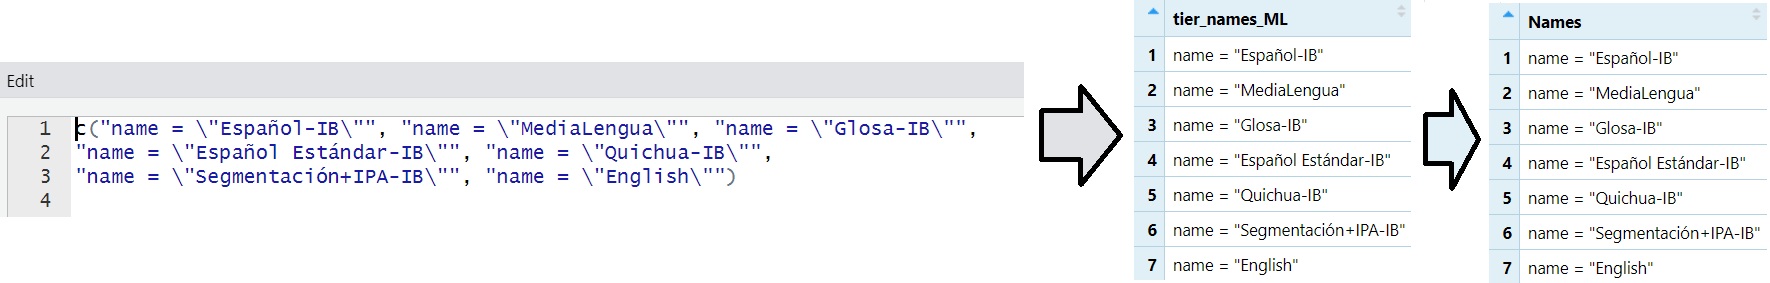 Edit
1 c("name = \"Español-IB\"", "name = \"MediaLengua\"", "name = \"Glosa-IB\"",
2 "name = \"Español Estándar-IB\"", "name = \"Quichua-IB\"",
3 "name = \"Segmentación+IPA-IB\"", "name = \"English\"")
4
tier_names_ML
1 name = "Español-IB"
2 name = "MediaLengua"
3 name = "Glosa-IB"
4 name = "Español Estándar-IB"
5 name = "Quichua-IB"
6 name = "Segmentación+IPA-IB"
7 name = "English"
Names
1 name = "Español-IB"
2 name = "MediaLengua"
3 name = "Glosa-IB"
4 name = "Español Estándar-IB"
5 name = "Quichua-IB"
6 name = "Segmentación+IPA-IB"
7 name = "English"